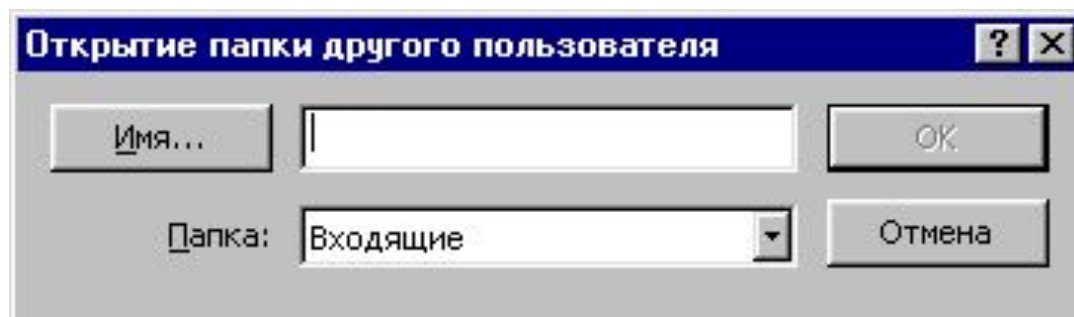 Открытие папки другого пользователя
Имя...
OK
Папка:
Входящие
Отмена